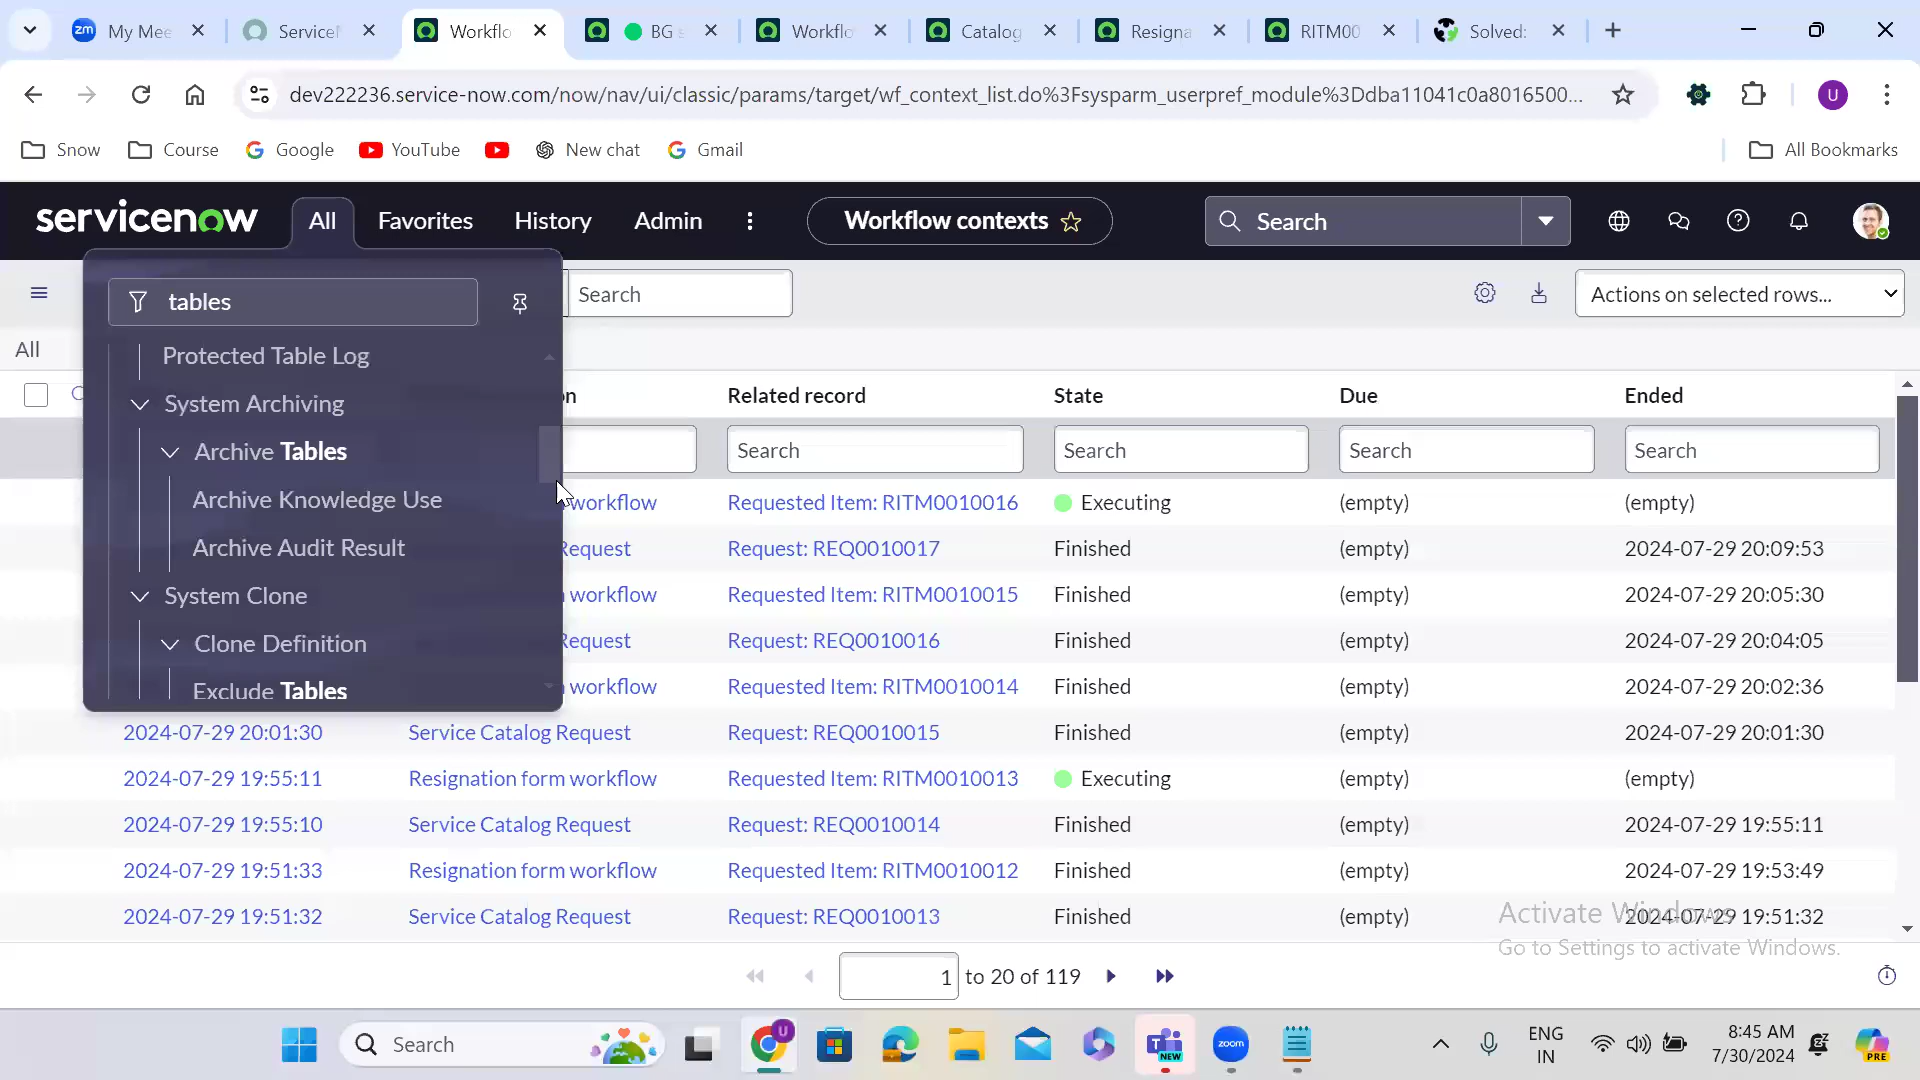 zm My Mee
Service
Workflo
BG
Workflo
Catalog
Resigna
RITM00
Solved:
dev222236.service-now.com/now/nav/ui/classic/params/target/wf_context_list.do%3Fsysparm_userpref_module%3Ddba11041c0a8016500...
U
Snow
Course
Google
YouTube
New chat
Gmail
All Bookmarks
servicenow
All
Favorites
History
Admin
Workflow contexts
Search
tables
Search
Actions on selected rows...
All
Protected Table Log
System Archiving
Archive Tables
Archive Knowledge Use
Archive Audit Result
System Clone
Clone Definition
Exclude Tables
Related record State Due Ended
Search Search Search Search
workflow Requested Item: RITM0010016 Executing (empty) (empty)
Request Request: REQ0010017 Finished (empty) 2024-07-29 20:09:53
workflow Requested Item: RITM0010015 Finished (empty) 2024-07-29 20:05:30
Request Request: REQ0010016 Finished (empty) 2024-07-29 20:04:05
workflow Requested Item: RITM0010014 Finished (empty) 2024-07-29 20:02:36
2024-07-29 20:01:30 Service Catalog Request Request: REQ0010015 Finished (empty) 2024-07-29 20:01:30
2024-07-29 19:55:11 Resignation form workflow Requested Item: RITM0010013 Executing (empty) (empty)
2024-07-29 19:55:10 Service Catalog Request Request: REQ0010014 Finished (empty) 2024-07-29 19:55:11
2024-07-29 19:51:33 Resignation form workflow Requested Item: RITM0010012 Finished (empty) 2024-07-29 19:53:49
2024-07-29 19:51:32 Service Catalog Request Request: REQ0010013 Finished (empty) 2024-07-29 19:51:32
Activate Windows
Go to Settings to activate Windows.
1 to 20 of 119
Search
U
NEW
zoom
ENG
IN
8:45 AM
7/30/2024
PRE